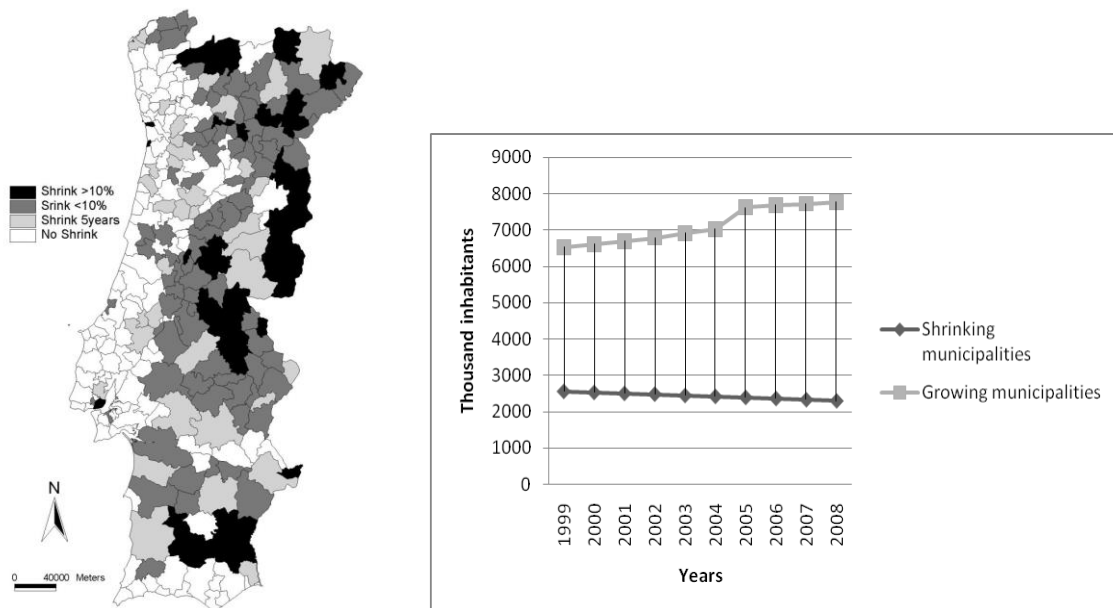 Shrink >10%
Srink <10%
Shrink 5years
No Shrink
N
0 40000 Meters
9000
8000
7000
6000
5000
4000
3000
2000
1000
0
Thousand inhabitants
1999
2000
2001
2002
2003
2004
2005
2006
2007
2008
Years
Shrinking
municipalities
Growing municipalities